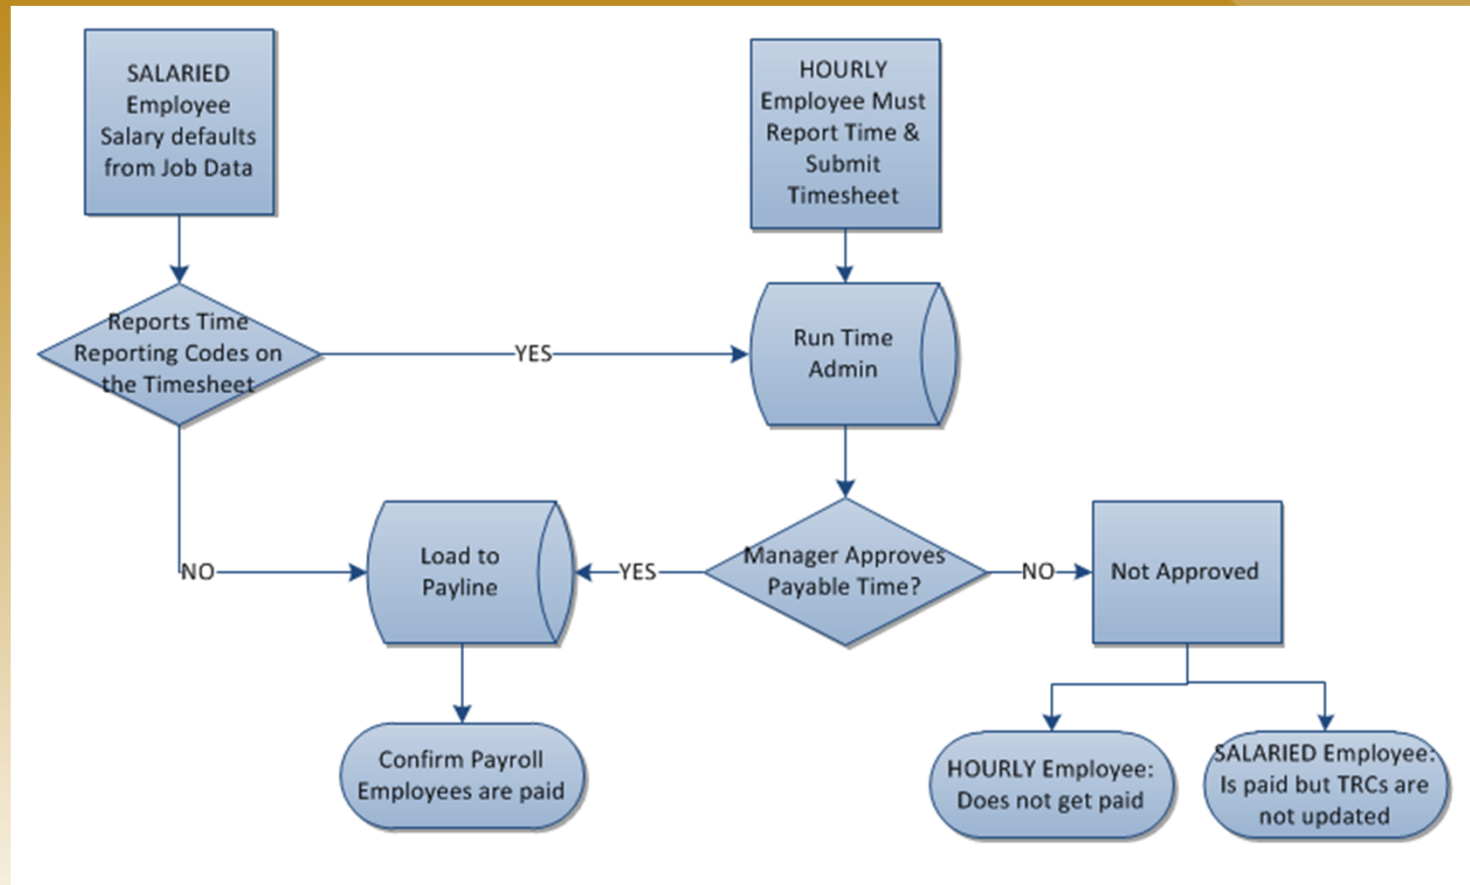 SALARIED
Employee
Salary defaults
from Job Data
HOURLY
Employee Must
Report Time &
Submit
Timesheet
Reports Time
Reporting Codes on
the Timesheet
YES
Run Time
Admin
NO
Load to
Payline
YES
Manager Approves
Payable Time?
NO
Not Approved
Confirm Payroll
Employees are paid
HOURLY Employee:
Does not get paid
SALARIED Employee:
Is paid but TRCs are
not updated